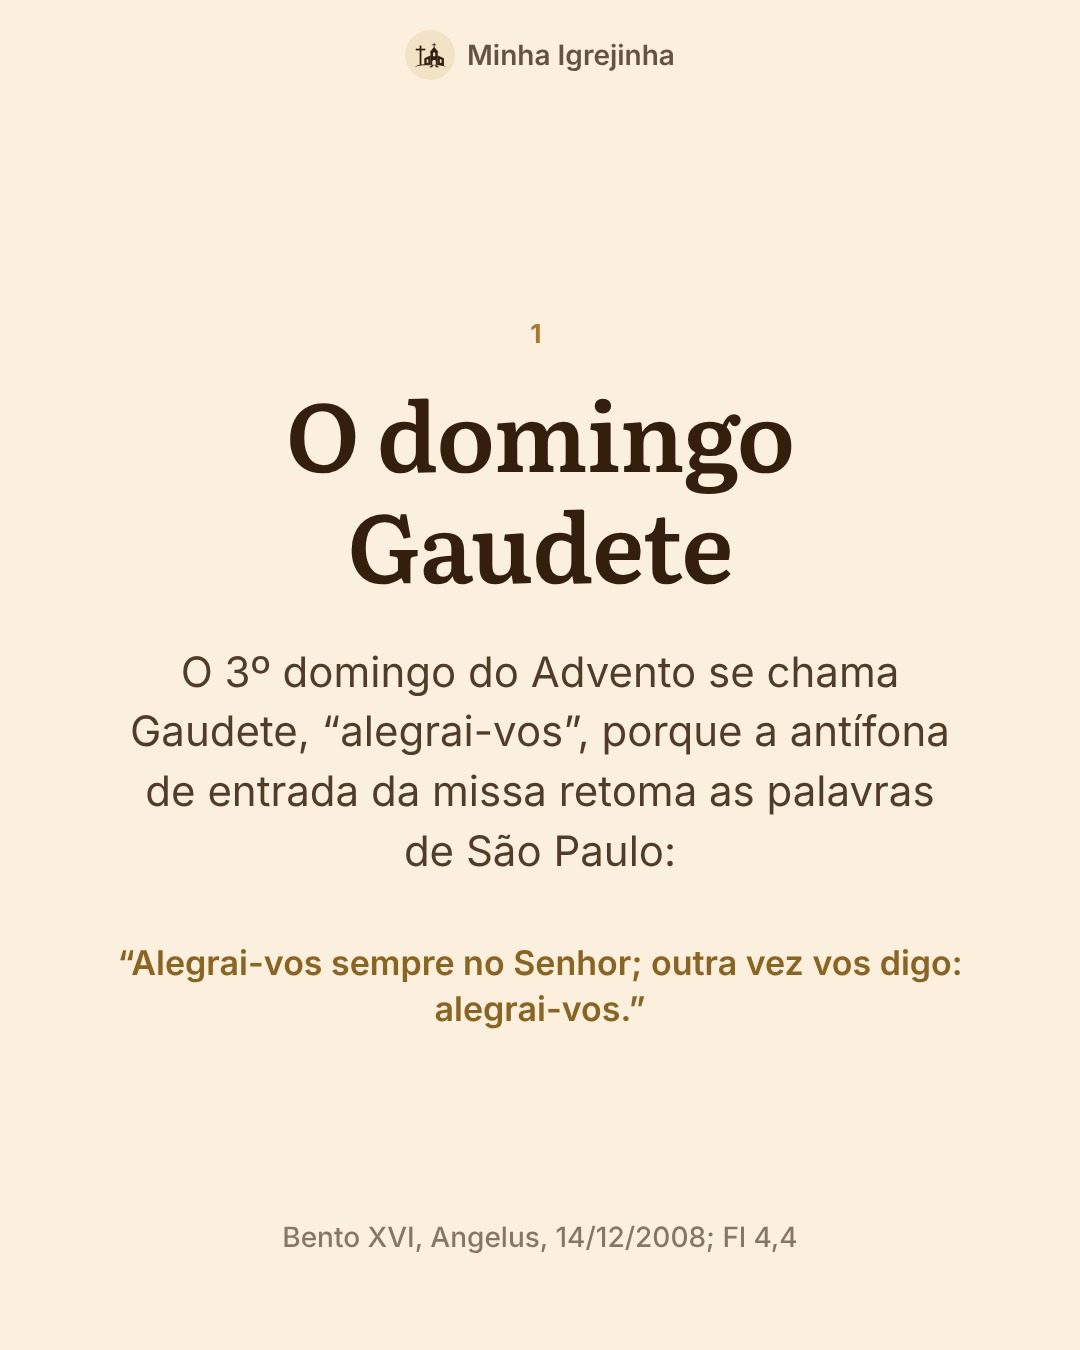 Minha Igrejinha
1
O domingo
Gaudete
O 3º domingo do Advento se chama
Gaudete, “alegrai-vos”, porque a antífona
de entrada da missa retoma as palavras
de São Paulo:
“Alegrai-vos sempre no Senhor; outra vez vos digo:
alegrai-vos.”
Bento XVI, Angelus, 14/12/2008; Fl 4,4